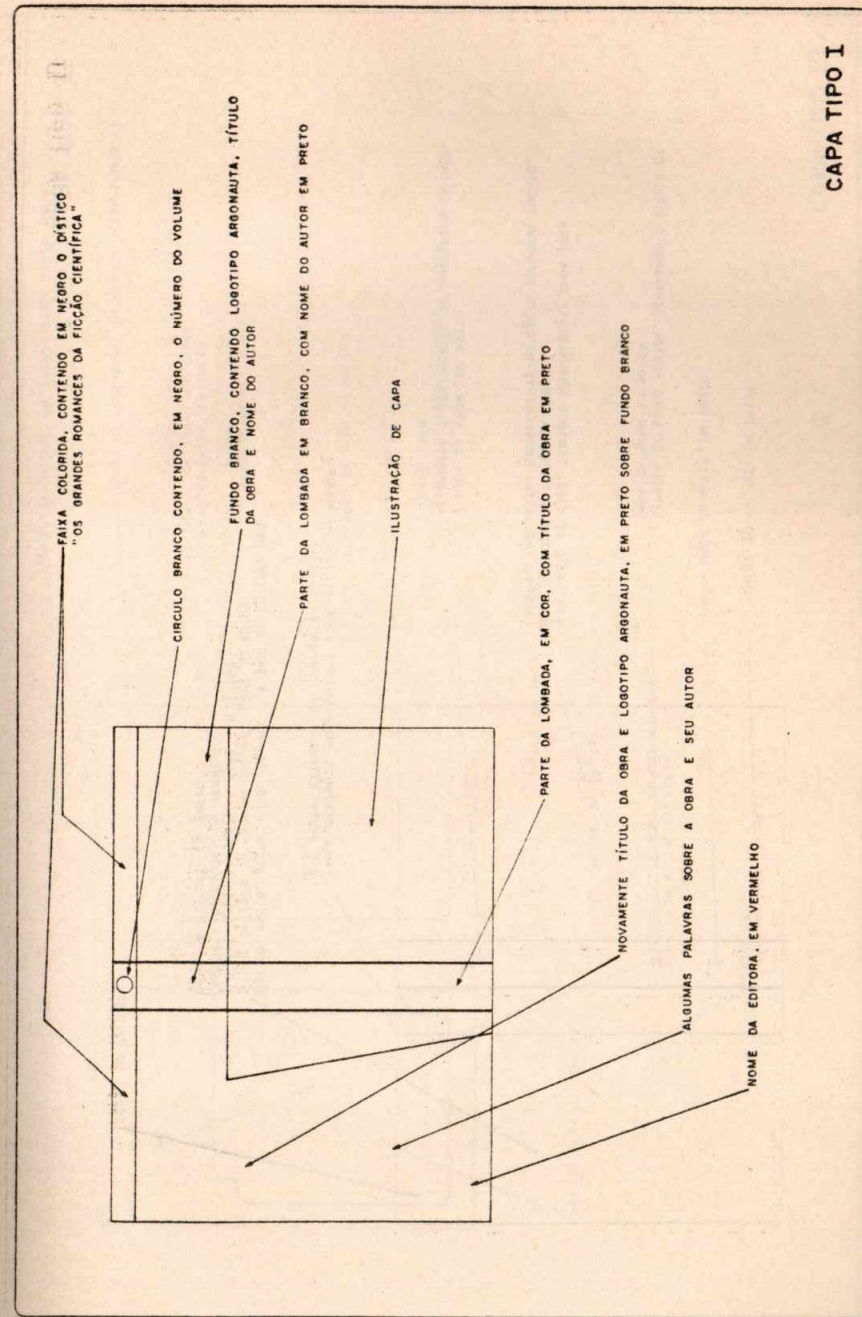 FAIXA COLORIDA, CONTENDO EM NEGRO O DÍSTICO
"OS GRANDES ROMANCES DA FICÇÃO CIENTÍFICA"
CIRCULO BRANCO CONTENDO, EM NEGRO, O NÚMERO DO VOLUME
FUNDO BRANCO, CONTENDO LOGOTIPO ARGONAUTA, TÍTULO
DA OBRA E NOME DO AUTOR
PARTE DA LOMBADA EM BRANCO, COM NOME DO AUTOR EM PRETO
ILUSTRAÇÃO DE CAPA
PARTE DA LOMBADA, EM COR, COM TÍTULO DA OBRA EM PRETO
NOVAMENTE TÍTULO DA OBRA E LOGOTIPO ARGONAUTA, EM PRETO SOBRE FUNDO BRANCO
ALGUMAS PALAVRAS SOBRE A OBRA E SEU AUTOR
NOME DA EDITORA, EM VERMELHO
CAPA TIPO I